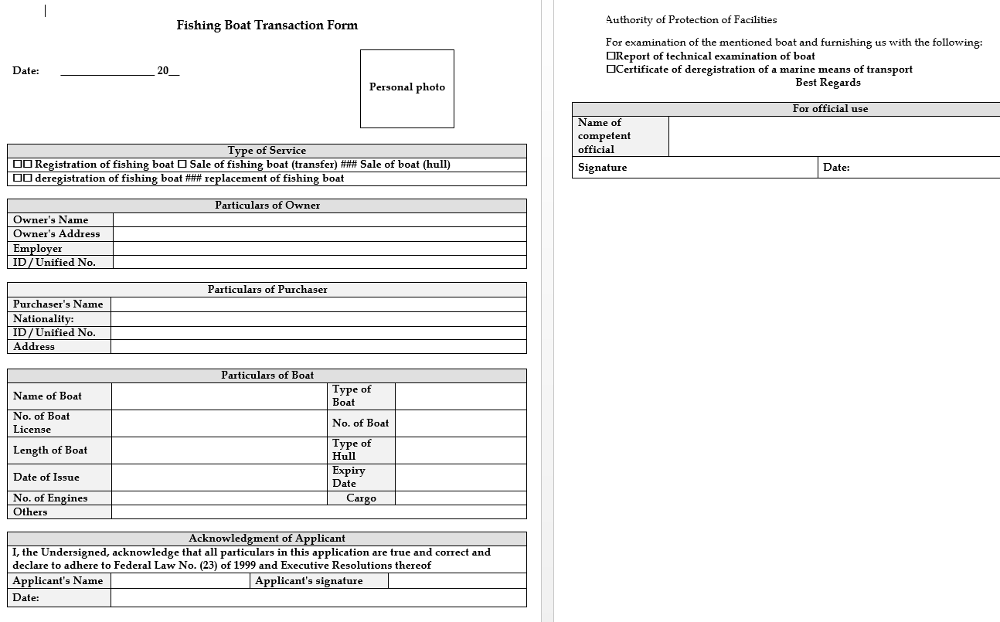 Fishing Boat Transaction Form
Date: _________________ 20__
Personal photo
Type of Service
☐☐ Registration of fishing boat ☐ Sale of fishing boat (transfer) ### Sale of boat (hull)
☐☐ deregistration of fishing boat ### replacement of fishing boat
Particulars of Owner
Owner's Name
Owner's Address
Employer
ID / Unified No.
Particulars of Purchaser
Purchaser's Name
Nationality:
ID / Unified No.
Address
Particulars of Boat
Name of Boat
Type of
Boat
No. of Boat
License
No. of Boat
Length of Boat
Type of
Hull
Date of Issue
Expiry
Date
No. of Engines
Cargo
Others
Acknowledgment of Applicant
I, the Undersigned, acknowledge that all particulars in this application are true and correct and
declare to adhere to Federal Law No. (23) of 1999 and Executive Resolutions thereof
Applicant's Name
Applicant's signature
Date:
Authority of Protection of Facilities
For examination of the mentioned boat and furnishing us with the following:
☐Report of technical examination of boat
☐Certificate of deregistration of a marine means of transport
Best Regards
For official use
Name of
competent
official
Signature
Date: